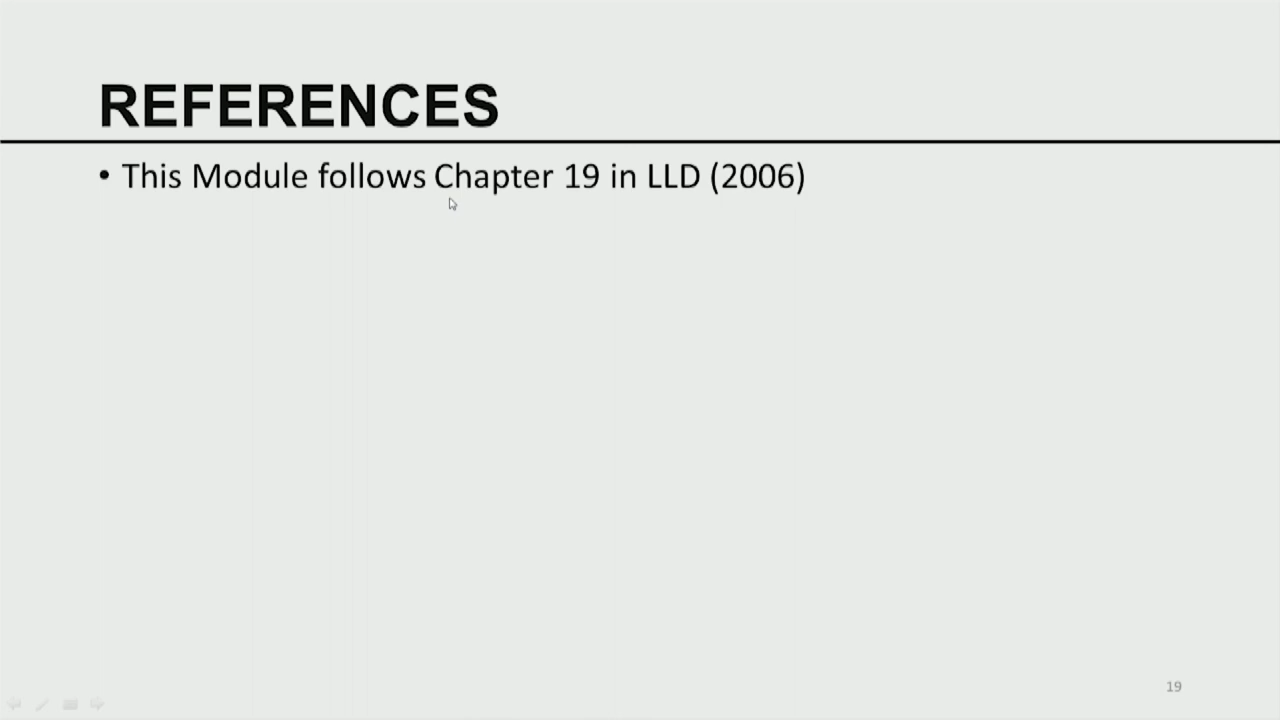 REFERENCES
• This Module follows Chapter 19 in LLD (2006)
19